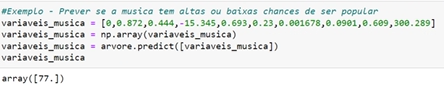 #Exemplo - Prever se a musica tem altas ou baixas chances de ser popular
variaveis_musica = [0,0.872,0.444,-15.345,0.693,0.23,0.001678,0.0901,0.609,300.289]
variaveis_musica = np.array(variaveis_musica)
variaveis_musica = arvore.predict([variaveis_musica])
variaveis_musica
array([77.])